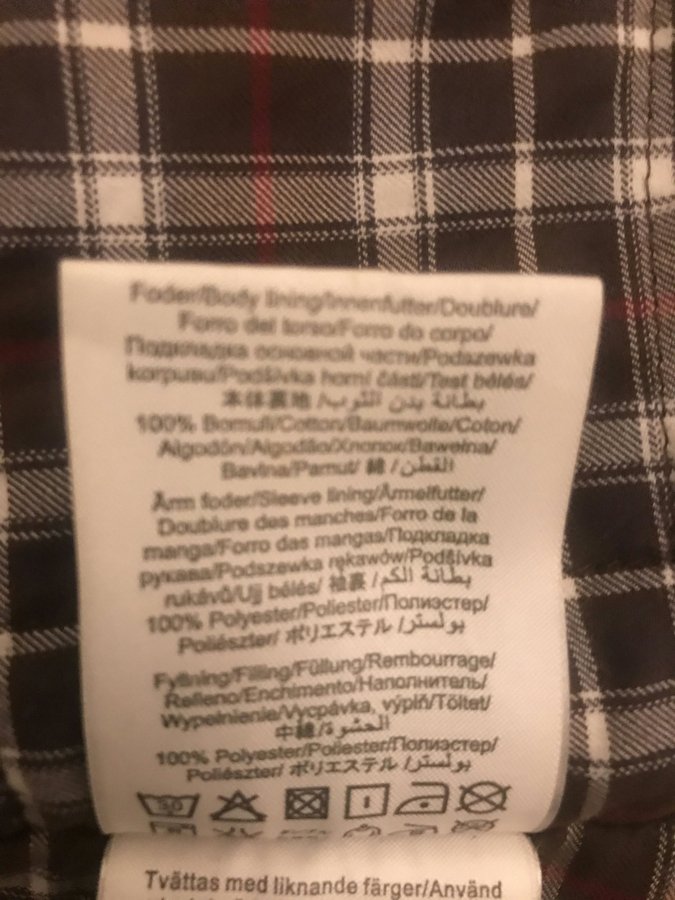 Foder/Body lining/Innenfutter/Doublure/
Forro del torso/Forro do corpo/
Подкладка основной части/Podszewka
korpusu/Podšívka horní části/Test bélés/
本体裏地 /بطانة بدن الثوب
100% Bomull/Cotton/Baumwolle/Coton/
Algodón/Algodão/Хлопок/Bawełna/
Bavlna/Pamut/ 綿 /القطن
Ärm foder/Sleeve lining/Ärmelfutter/
Doublure des manches/Forro de la
manga/Forro das mangas/Подкладка
рукава/Podszewka rękawów/Podšívka
rukávů/Ujj bélés/ 袖裏 /بطانة الكم
100% Polyester/Poliester/Полиэстер/
Poliészter/ ポリエステル /بولستر
Fyllning/Filling/Füllung/Rembourrage/
Relleno/Enchimento/Наполнитель/
Wypełnienie/Vycpávka, výplň/Töltet/
中綿 /الحشوة
100% Polyester/Poliester/Полиэстер/
Poliészter/ ポリエステル /بولستر
30
Tvättas med liknande färger/Använd